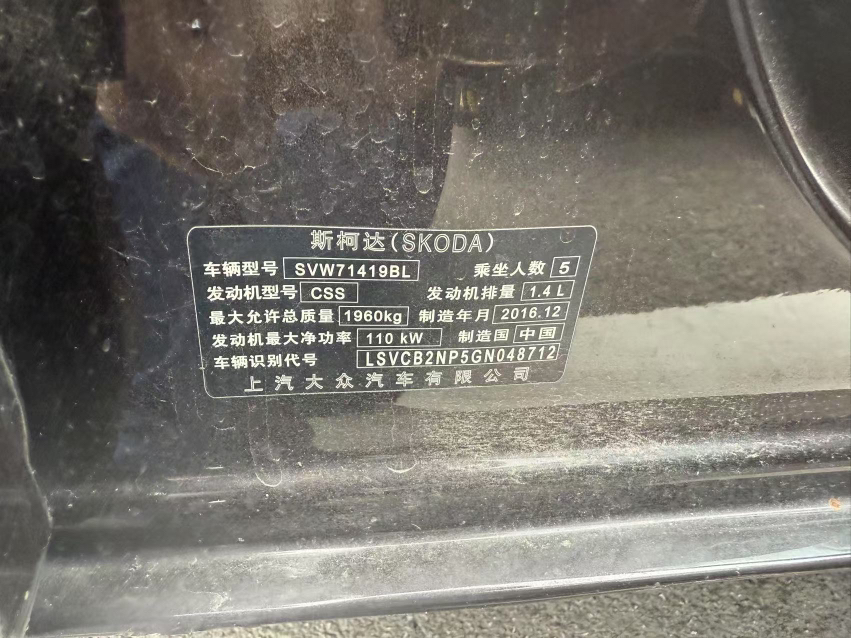 斯柯达(SKODA)
车辆型号 SVW71419BL 乘坐人数 5
发动机型号 CSS 发动机排量 1.4 L
最大允许总质量 1960kg 制造年月 2016.12
发动机最大净功率 110 kW 制造国 中国
车辆识别代号 LSVCB2NP5GN048712
上汽大众汽车有限公司